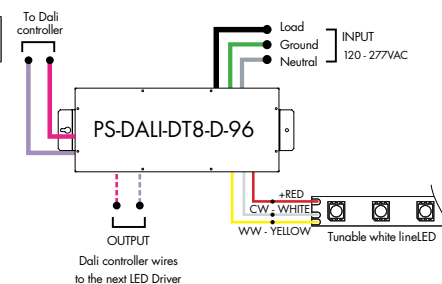 To Dali
controller
Load
Ground
Neutral
INPUT
120 - 277VAC
PS-DALI-DT8-D-96
+RED
CW - WHITE
WW - YELLOW
Tunable white lineLED
OUTPUT
Dali controller wires
to the next LED Driver